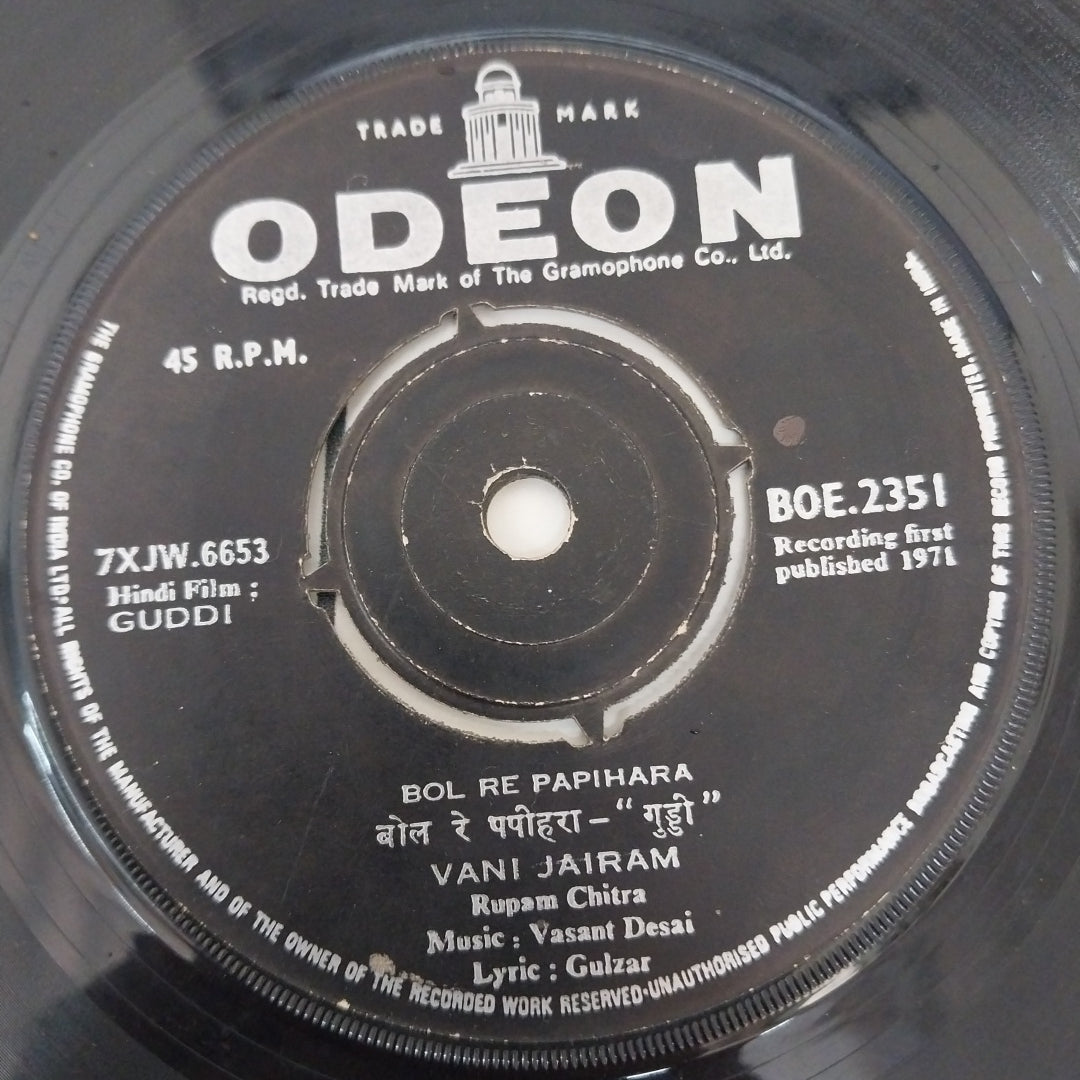 TRADE MARK
ODEON
Regd. Trade Mark of The Gramophone Co., Ltd.
45 R.P.M.
7XJW.6653
Hindi Film :
GUDDI
BOE.2351
Recording first
published 1971
BOL RE PAPIHARA
बोल रे पपीहरा – “गुड्डी”
VANI JAIRAM
Rupam Chitra
Music : Vasant Desai
Lyric : Gulzar
THE GRAMOPHONE CO. OF INDIA LTD. ALL RIGHTS OF THE MANUFACTURER AND OF THE OWNER OF THE RECORDED WORK RESERVED·UNAUTHORISED PUBLIC PERFORMANCE BROADCASTING AND COPYING OF THIS RECORD PROHIBITED. MADE IN INDIA